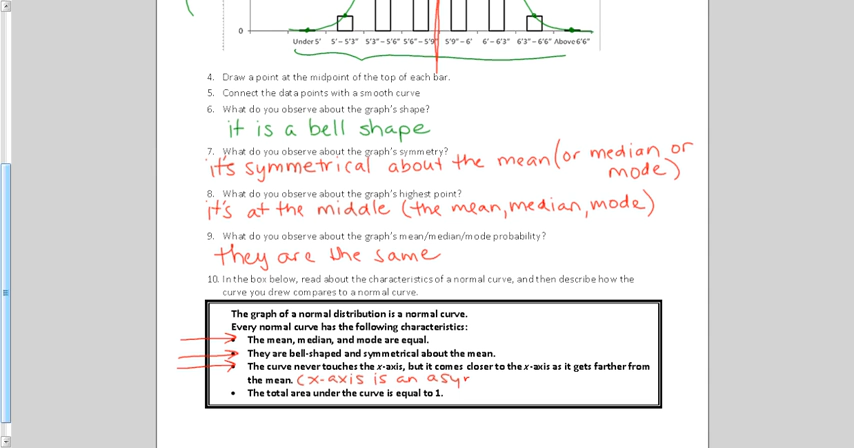 0
Under 5' 5' – 5'3" 5'3" – 5'6" 5'6" – 5'9" 5'9" – 6' 6' – 6'3" 6'3" – 6'6" Above 6'6"
4. Draw a point at the midpoint of the top of each bar.
5. Connect the data points with a smooth curve
6. What do you observe about the graph's shape?
it is a bell shape
7. What do you observe about the graph's symmetry?
it's symmetrical about the mean (or median or
mode)
8. What do you observe about the graph's highest point?
it's at the middle (the mean, median, mode)
9. What do you observe about the graph's mean/median/mode probability?
they are the same
10. In the box below, read about the characteristics of a normal curve, and then describe how the
curve you drew compares to a normal curve.
The graph of a normal distribution is a normal curve.
Every normal curve has the following characteristics:
• The mean, median, and mode are equal.
• They are bell-shaped and symmetrical about the mean.
• The curve never touches the x-axis, but it comes closer to the x-axis as it gets farther from
the mean. (x-axis is an asyr
• The total area under the curve is equal to 1.